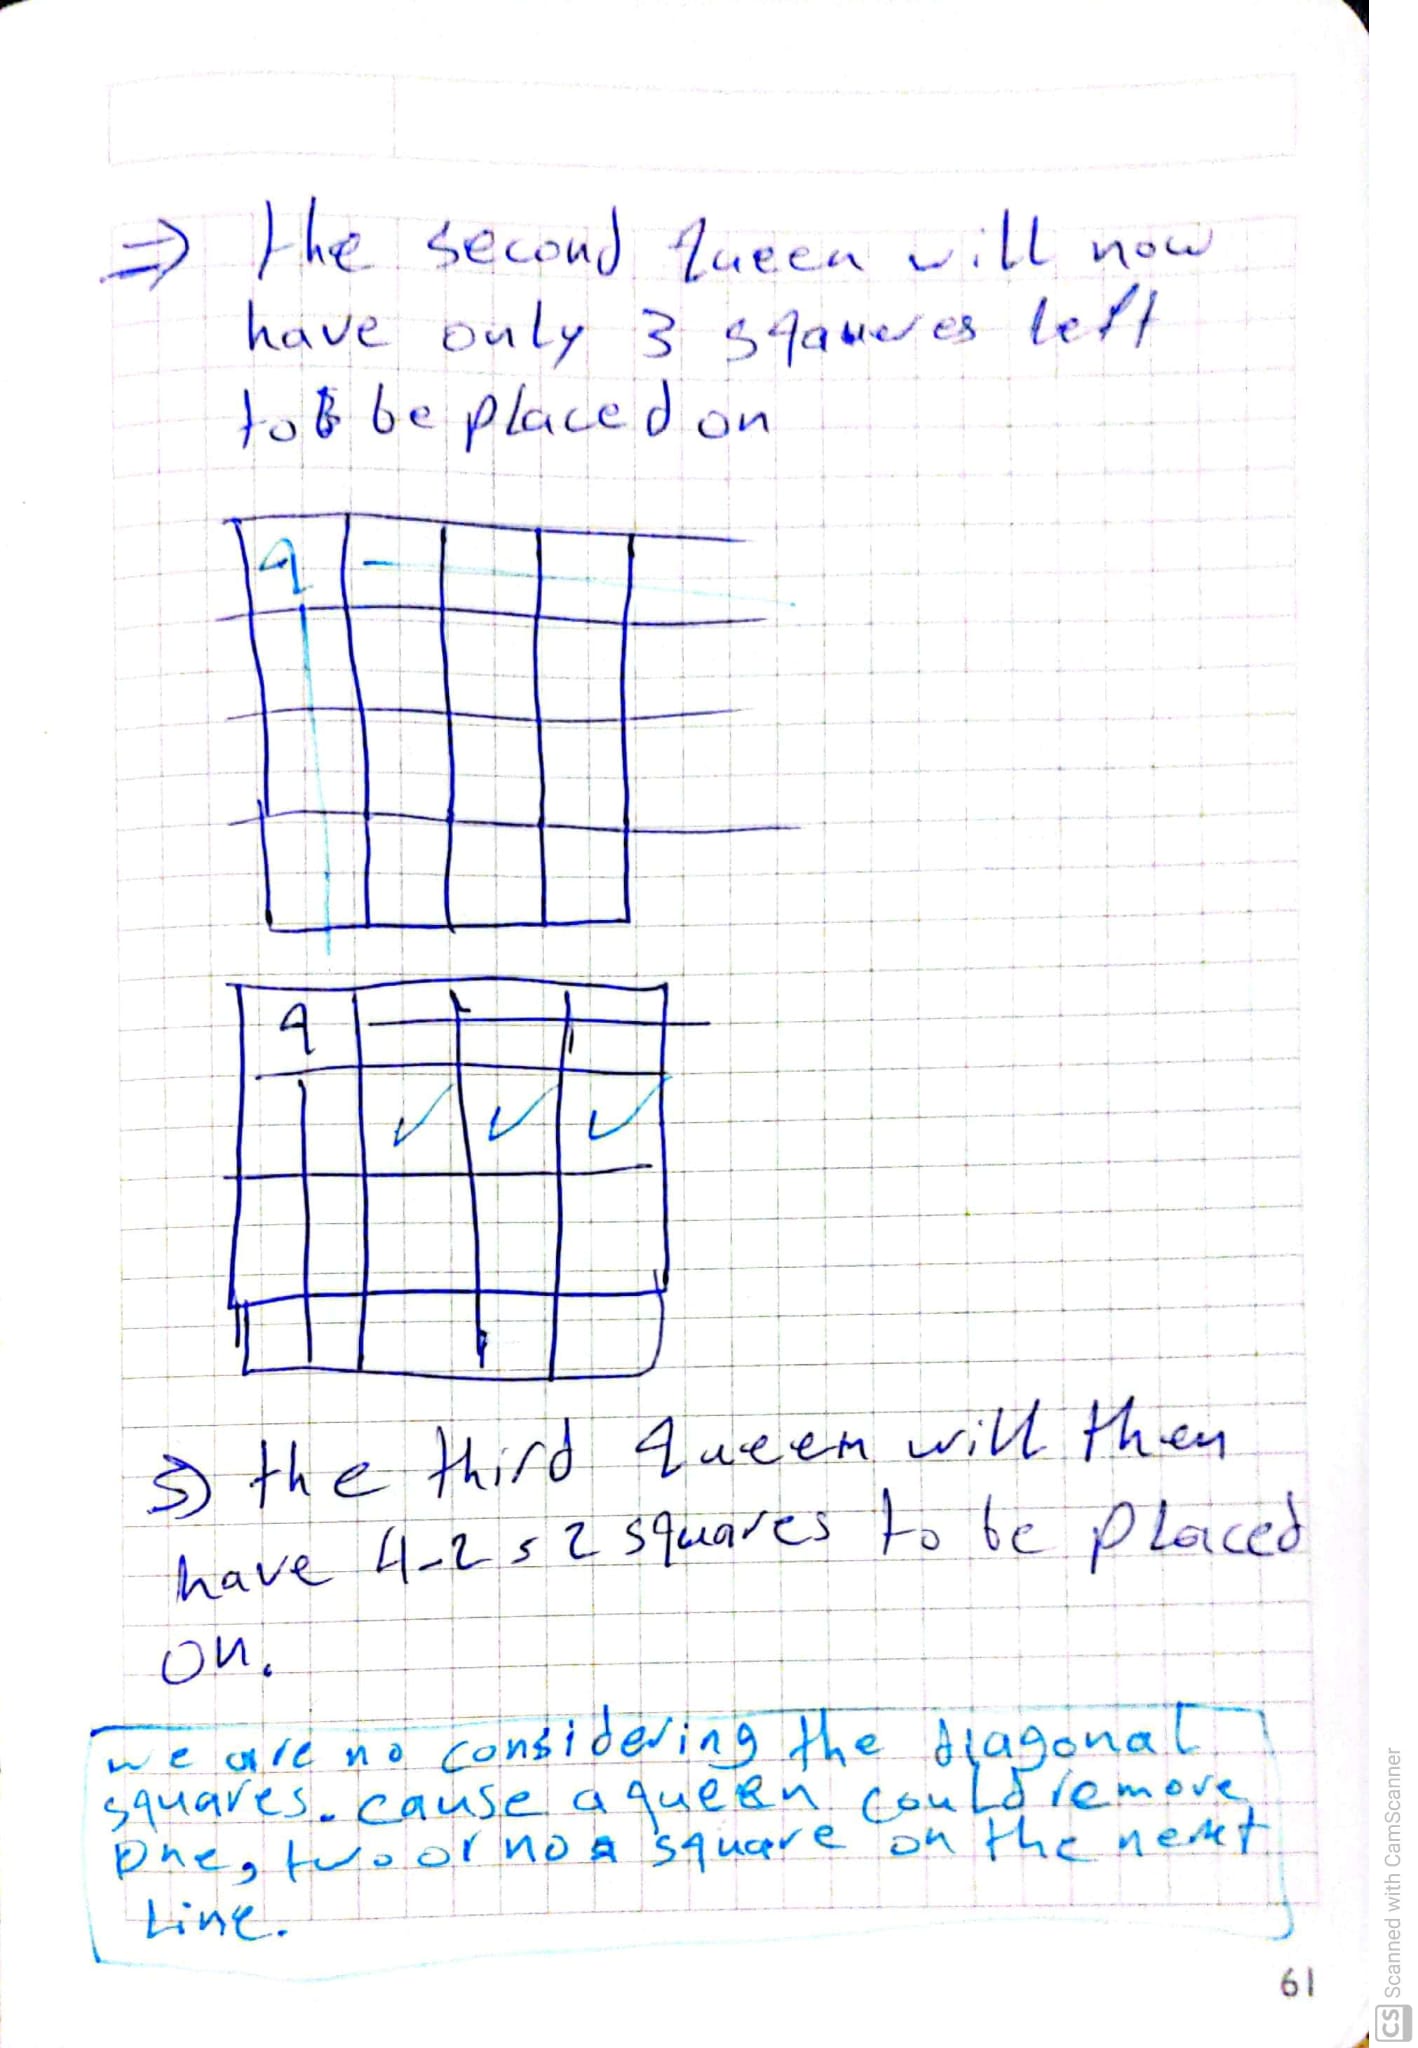 ⇒ the second queen will now
have only 3 squares left
to be placed on
q
q
✓ ✓ ✓
⇒ the third queen will then
have 4-2 = 2 squares to be placed
on.
we are no considering the diagonal
squares. cause a queen could remove
one, two or no a square on the next
Line.
61
CS Scanned with CamScanner